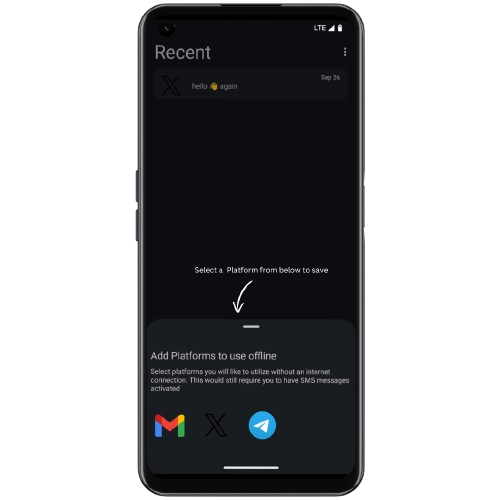 LTE
Recent
Sep 26
hello 👋 again
Select a Platform from below to save
Add Platforms to use offline
Select platforms you will like to utilize without an internet
connection. This would still require you to have SMS messages
activated